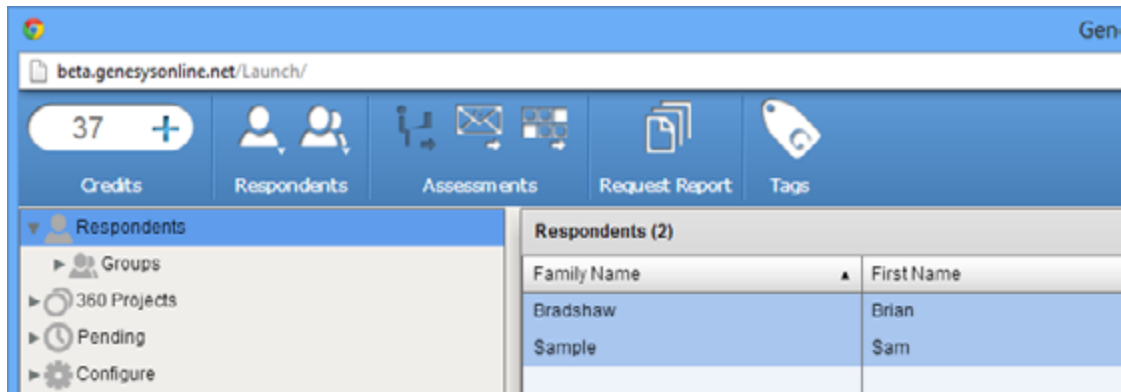 Gen
beta.genesysonline.net/Launch/
37
Credits Respondents Assessments Request Report Tags
Respondents
Groups
360 Projects
Pending
Configure
Respondents (2)
Family Name First Name
Bradshaw Brian
Sample Sam